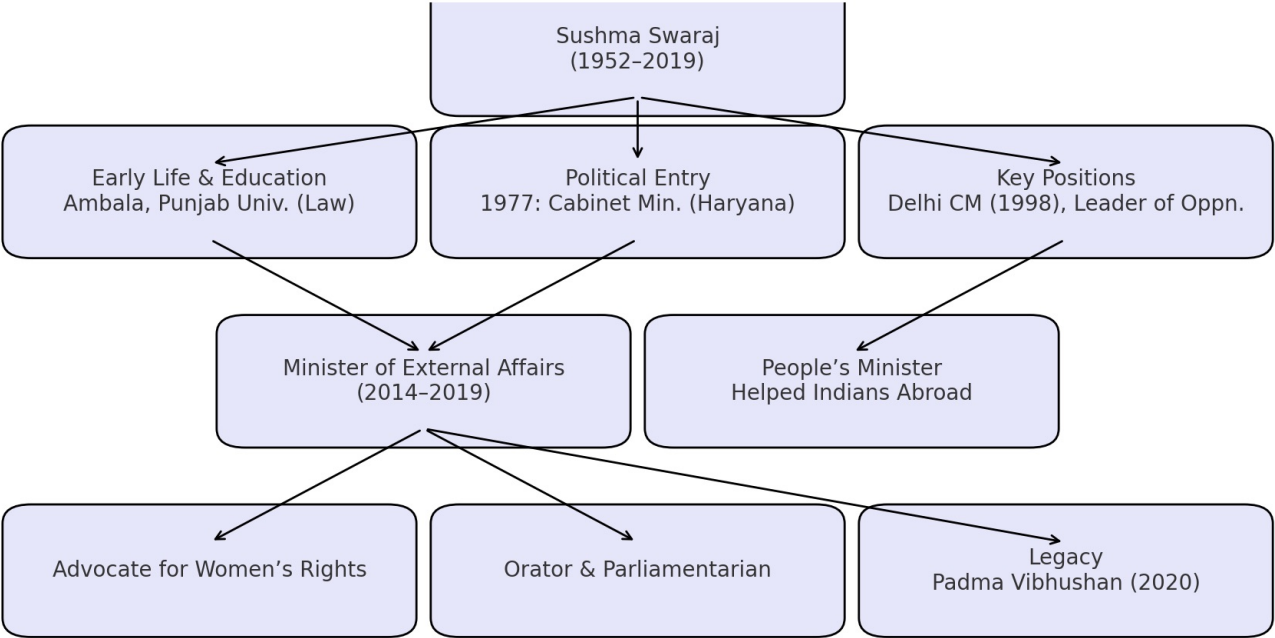 Sushma Swaraj
(1952–2019)
Early Life & Education
Ambala, Punjab Univ. (Law)
Political Entry
1977: Cabinet Min. (Haryana)
Key Positions
Delhi CM (1998), Leader of Oppn.
Minister of External Affairs
(2014–2019)
People’s Minister
Helped Indians Abroad
Advocate for Women’s Rights
Orator & Parliamentarian
Legacy
Padma Vibhushan (2020)